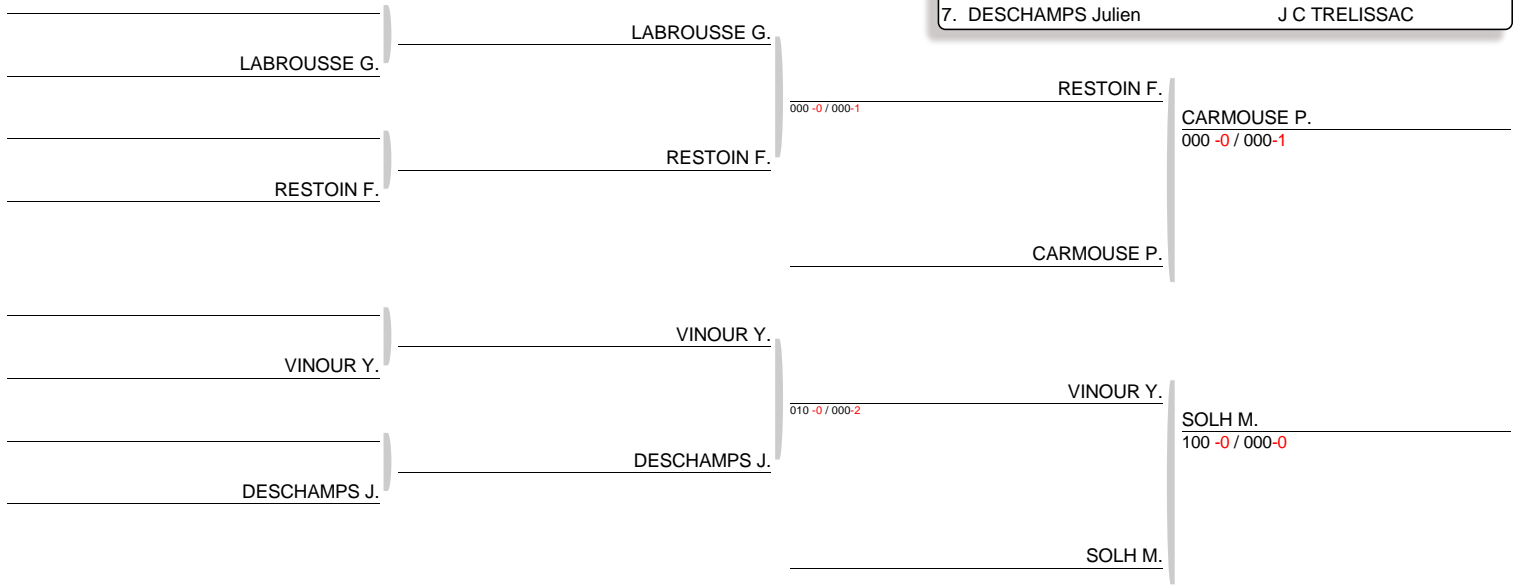 7. DESCHAMPS Julien J C TRELISSAC
LABROUSSE G.
LABROUSSE G.
RESTOIN F.
000 -0 / 000-1
CARMOUSE P.
000 -0 / 000-1
RESTOIN F.
RESTOIN F.
CARMOUSE P.
VINOUR Y.
VINOUR Y.
VINOUR Y.
010 -0 / 000-2
SOLH M.
100 -0 / 000-0
DESCHAMPS J.
DESCHAMPS J.
SOLH M.